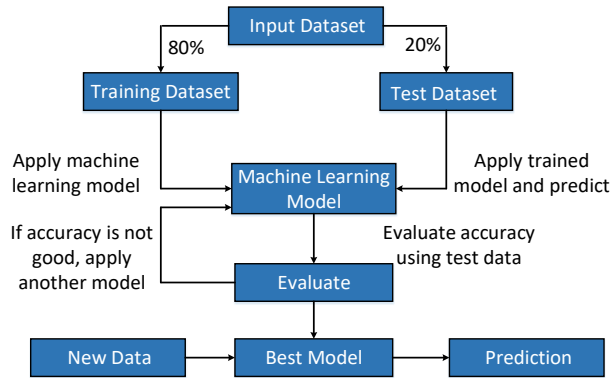 Input Dataset
80%
20%
Training Dataset
Test Dataset
Apply machine
learning model
Machine Learning
Model
Apply trained
model and predict
If accuracy is not
good, apply
another model
Evaluate accuracy
using test data
Evaluate
New Data
Best Model
Prediction